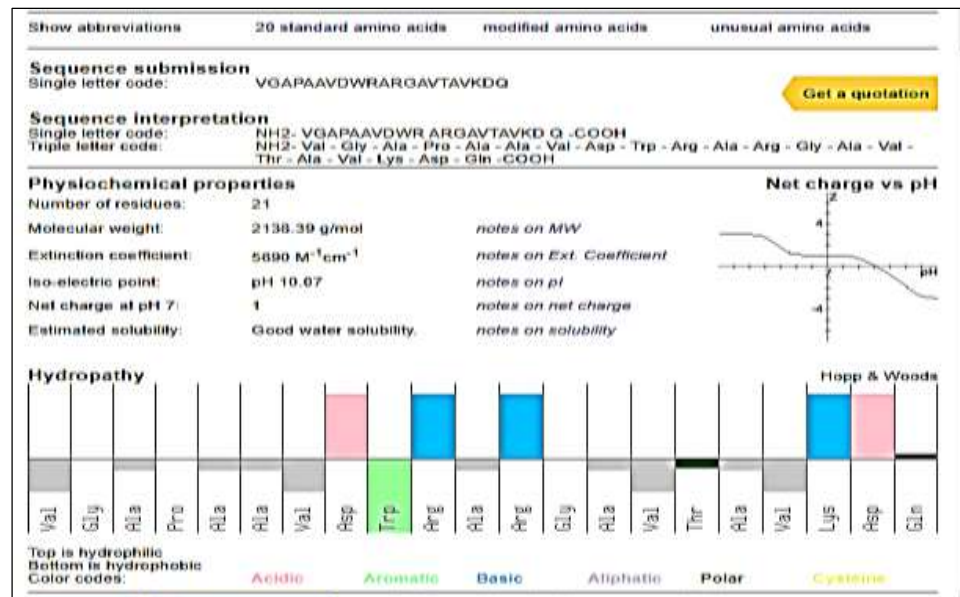 Show abbreviations 20 standard amino acids modified amino acids unusual amino acids
Sequence submission
Single letter code: VGAPAAVDWRARGAVTAVKDQ
Get a quotation
Sequence interpretation
Single letter code: NH2- VGAPAAVDWR ARGAVTAVKD Q -COOH
Triple letter code: NH2- Val - Gly - Ala - Pro - Ala - Ala - Val - Asp - Trp - Arg - Ala - Arg - Gly - Ala - Val -
Thr - Ala - Val - Lys - Asp - Gln -COOH
Physiochemical properties Net charge vs pH
Number of residues: 21
Molecular weight: 2138.39 g/mol notes on MW
Extinction coefficient: 5690 M-1cm-1 notes on Ext. Coefficient
Iso-electric point: pH 10.07 notes on pI
Net charge at pH 7: 1 notes on net charge
Estimated solubility: Good water solubility. notes on solubility
Z
4
7
pH
-4
Hydropathy Hopp & Woods
Val Gly Ala Pro Ala Ala Val Asp Trp Arg Ala Arg Gly Ala Val Thr Ala Val Lys Asp Gln
Top is hydrophilic
Bottom is hydrophobic
Color codes: Acidic Aromatic Basic Aliphatic Polar Cysteine